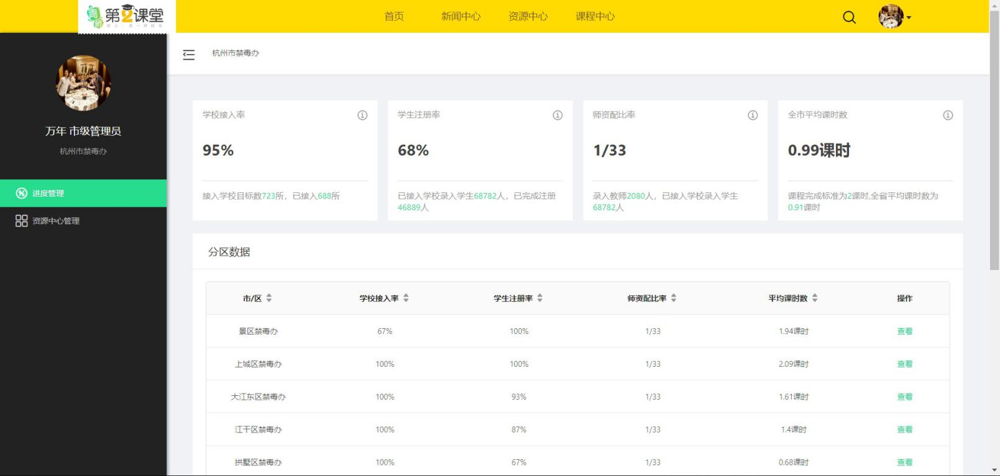 青骄第2课堂
首页 新闻中心 资源中心 课程中心
杭州市禁毒办
万年 市级管理员
杭州市禁毒办
进度管理
资源中心管理
学校接入率
95%
接入学校目标数723所，已接入688所
学生注册率
68%
已接入学校录入学生68782人，已完成注册
46889人
师资配比率
1/33
录入教师2080人，已接入学校录入学生
68782人
全市平均课时数
0.99课时
课程完成标准为2课时,全省平均课时数为
0.91课时
分区数据
市/区 学校接入率 学生注册率 师资配比率 平均课时数 操作
景区禁毒办 67% 100% 1/33 1.94课时 查看
上城区禁毒办 100% 100% 1/33 2.09课时 查看
大江东区禁毒办 100% 93% 1/33 1.61课时 查看
江干区禁毒办 100% 87% 1/33 1.4课时 查看
拱墅区禁毒办 100% 67% 1/33 0.68课时 查看